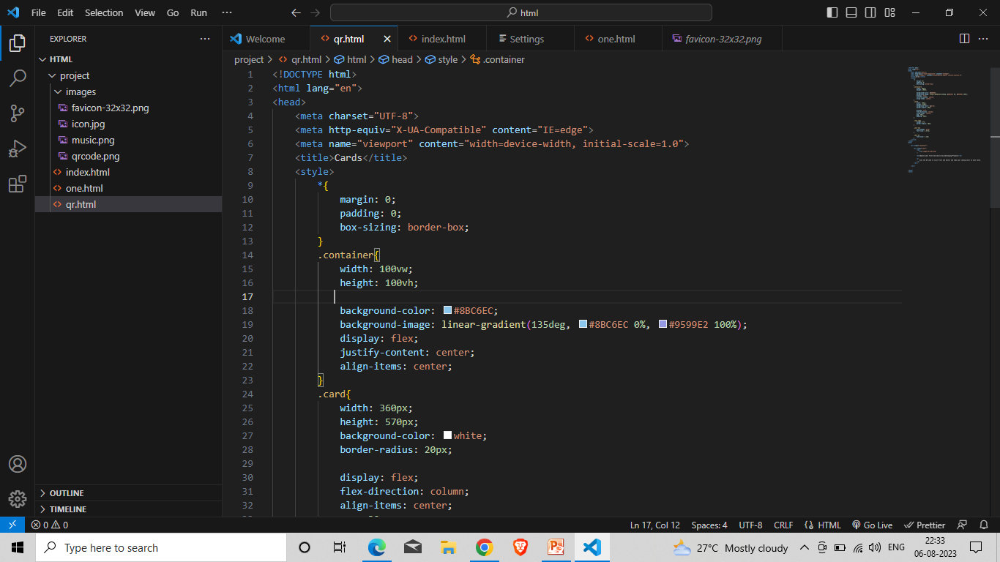 File Edit Selection View Go Run ··· html
EXPLORER ···
HTML
project
images
favicon-32x32.png
icon.jpg
music.png
qrcode.png
index.html
one.html
qr.html
OUTLINE
TIMELINE
Welcome qr.html index.html Settings one.html favicon-32x32.png
project > qr.html > html > head > style > .container
1 <!DOCTYPE html>
2 <html lang="en">
3 <head>
4 <meta charset="UTF-8">
5 <meta http-equiv="X-UA-Compatible" content="IE=edge">
6 <meta name="viewport" content="width=device-width, initial-scale=1.0">
7 <title>Cards</title>
8 <style>
9 *{
10 margin: 0;
11 padding: 0;
12 box-sizing: border-box;
13 }
14 .container{
15 width: 100vw;
16 height: 100vh;
17
18 background-color: #8BC6EC;
19 background-image: linear-gradient(135deg, #8BC6EC 0%, #9599E2 100%);
20 display: flex;
21 justify-content: center;
22 align-items: center;
23 }
24 .card{
25 width: 360px;
26 height: 570px;
27 background-color: white;
28 border-radius: 20px;
29
30 display: flex;
31 flex-direction: column;
32 align-items: center;
0 0 Ln 17, Col 12 Spaces: 4 UTF-8 CRLF HTML Go Live Prettier
Type here to search 27°C Mostly cloudy ENG 22:33
06-08-2023